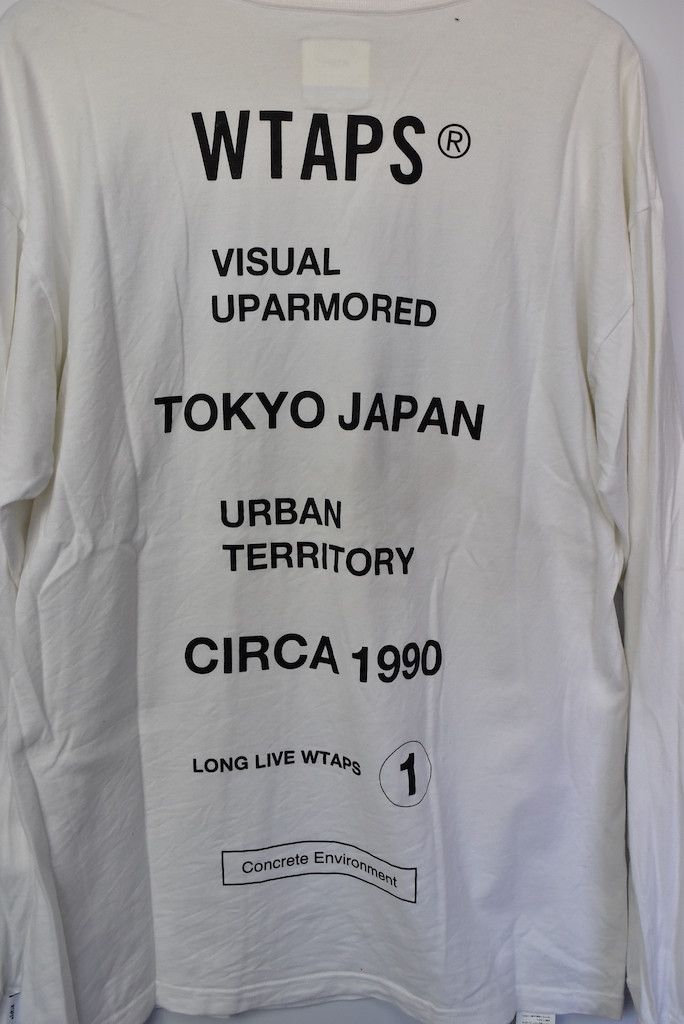 WTAPS®
VISUAL
UPARMORED
TOKYO JAPAN
URBAN
TERRITORY
CIRCA 1990
LONG LIVE WTAPS 1
Concrete Environment